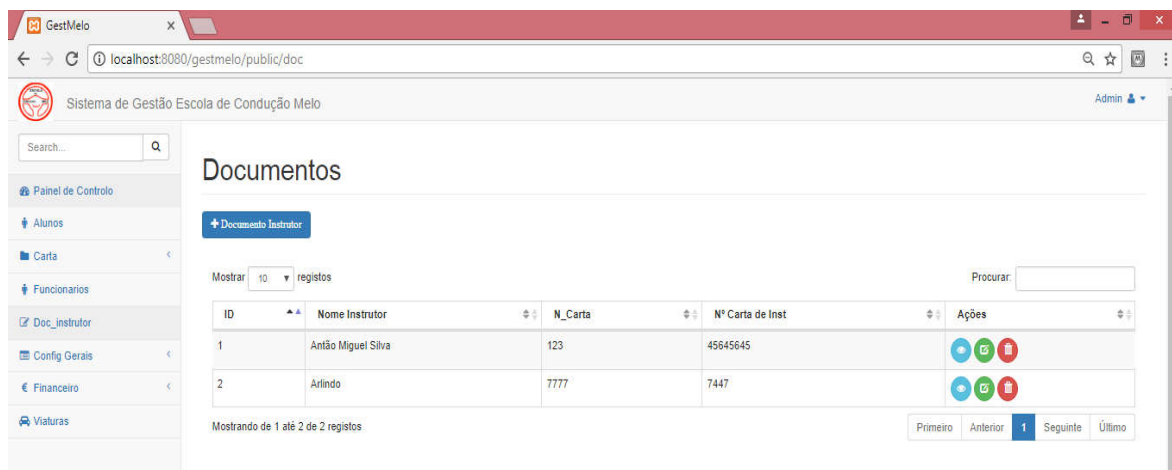 GestMelo
localhost:8080/gestmelo/public/doc
Sistema de Gestão Escola de Condução Melo
Admin
Search...
Painel de Controlo
Alunos
Carta
Funcionarios
Doc_instrutor
Config Gerais
€ Financeiro
Viaturas
Documentos
+ Documento Instrutor
Mostrar 10 registos
Procurar:
ID Nome Instrutor N_Carta Nº Carta de Inst Ações
1 Antão Miguel Silva 123 45645645
2 Arlindo 7777 7447
Mostrando de 1 até 2 de 2 registos
Primeiro Anterior 1 Seguinte Último